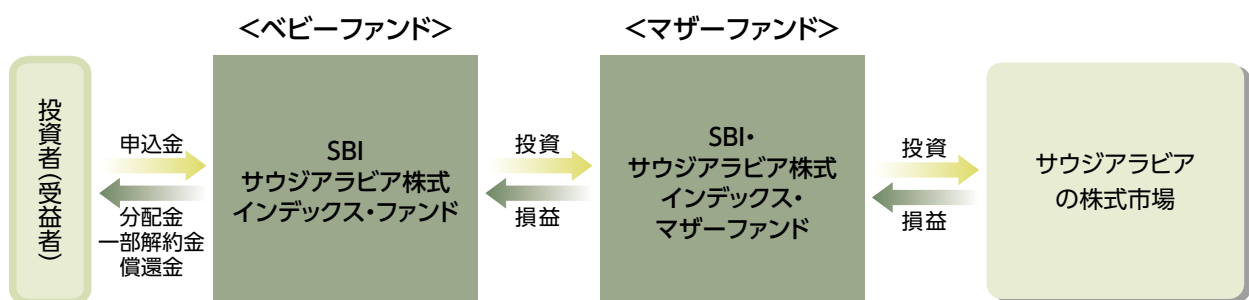 <ベビーファンド>
<マザーファンド>
投資者(受益者)
申込金
分配金
一部解約金
償還金
SBI
サウジアラビア株式
インデックス・ファンド
投資
損益
SBI・
サウジアラビア株式
インデックス・
マザーファンド
投資
損益
サウジアラビア
の株式市場